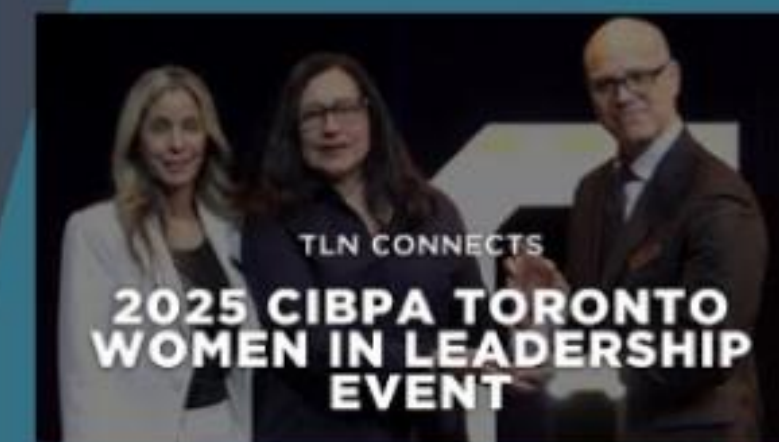 TLN CONNECTS
2025 CIBPA TORONTO
WOMEN IN LEADERSHIP
EVENT